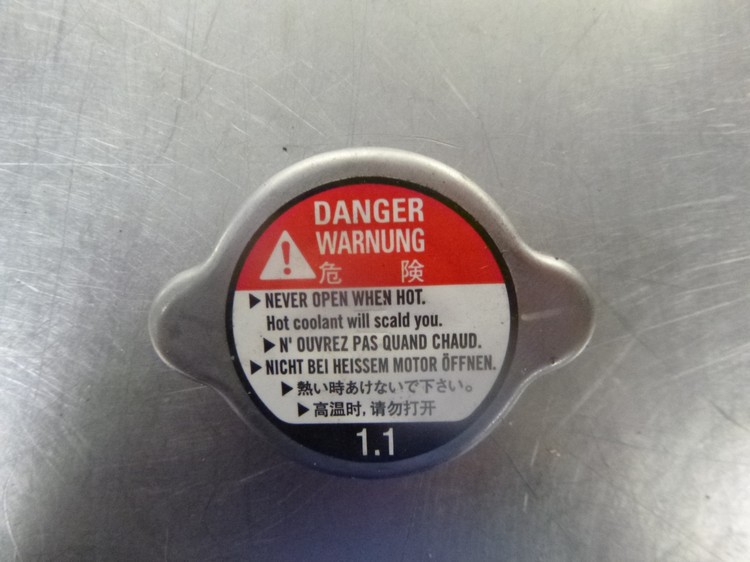 DANGER
WARNUNG
危 険
▶ NEVER OPEN WHEN HOT.
Hot coolant will scald you.
▶ N' OUVREZ PAS QUAND CHAUD.
▶ NICHT BEI HEISSEM MOTOR ÖFFNEN.
▶ 熱い時あけないで下さい。
▶ 高温时, 请勿打开
1.1